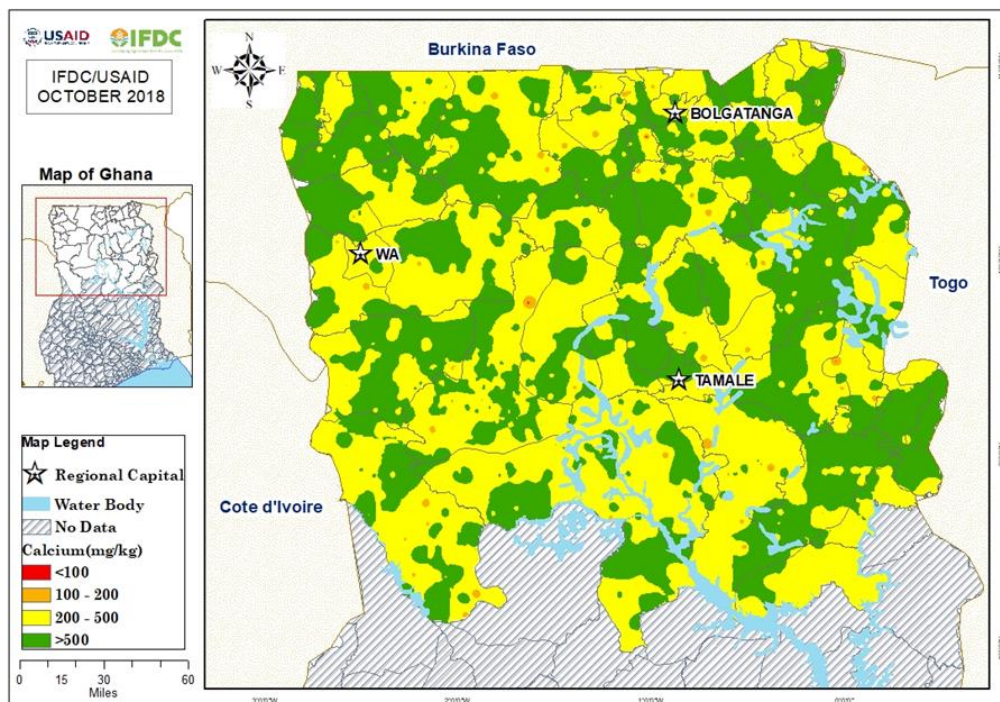 USAID
IFDC
IFDC/USAID
OCTOBER 2018
Map of Ghana
Map Legend
Regional Capital
Water Body
No Data
Calcium(mg/kg)
<100
100 - 200
200 - 500
>500
0 15 30 60
Miles
N
W E
S
Burkina Faso
BOLGATANGA
WA
Togo
TAMALE
Cote d'Ivoire